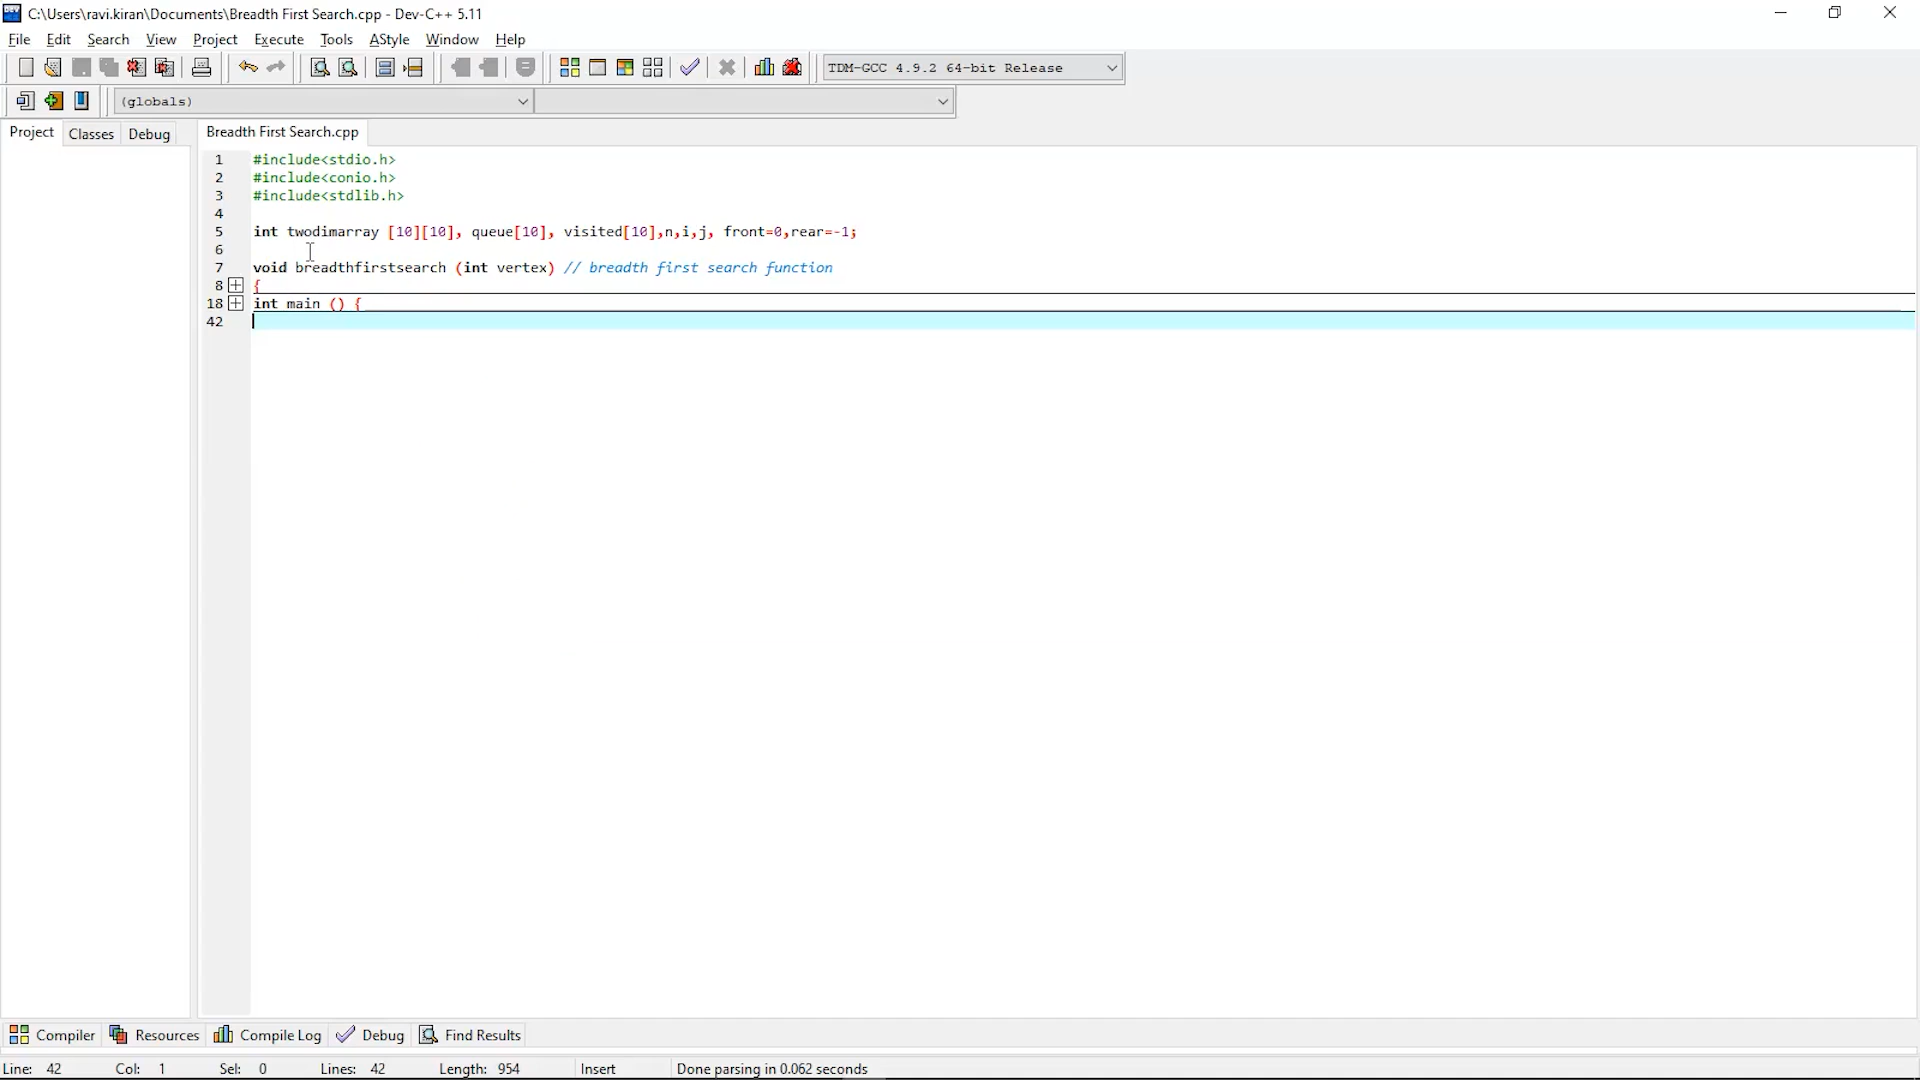 C:\Users\ravi.kiran\Documents\Breadth First Search.cpp - Dev-C++ 5.11
File Edit Search View Project Execute Tools AStyle Window Help
TDM-GCC 4.9.2 64-bit Release
(globals)
Project Classes Debug Breadth First Search.cpp
1 #include<stdio.h>
2 #include<conio.h>
3 #include<stdlib.h>
4
5 int twodimarray [10][10], queue[10], visited[10],n,i,j, front=0,rear=-1;
6
7 void breadthfirstsearch (int vertex) // breadth first search function
8 {
18 int main () {
42
Compiler Resources Compile Log Debug Find Results
Line: 42 Col: 1 Sel: 0 Lines: 42 Length: 954 Insert Done parsing in 0.062 seconds